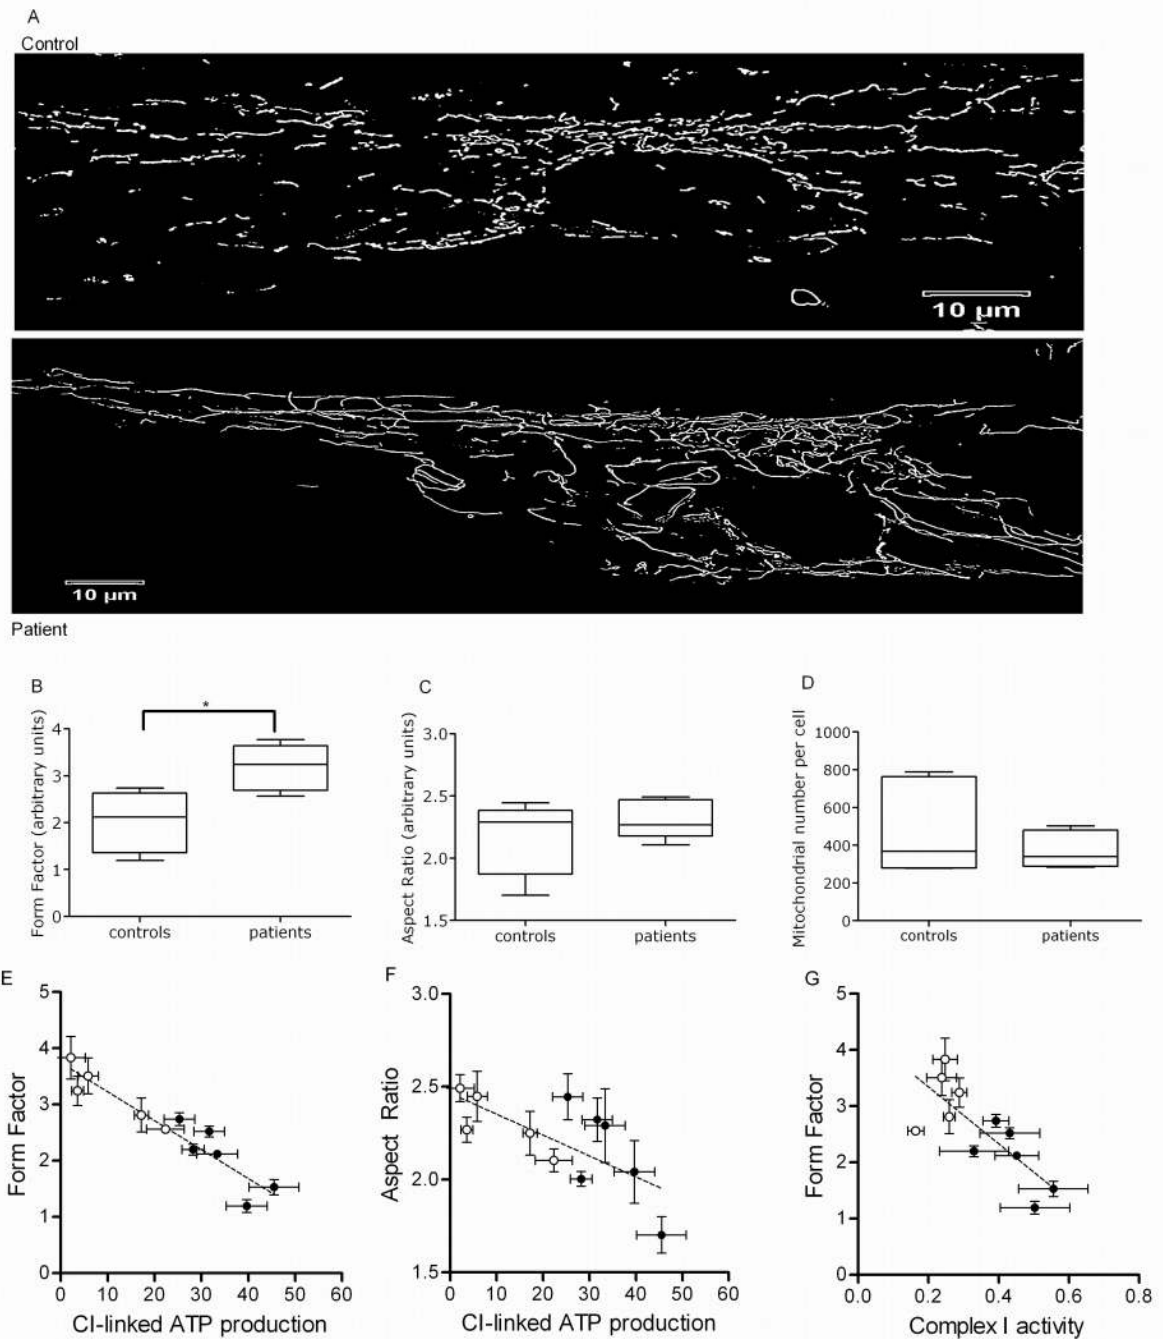 A
Control
10 µm
10 µm
Patient
B
*
Form Factor (arbitrary units)
4
3
2
1
0
controls
patients
C
Aspect Ratio (arbitrary units)
3.0
2.5
2.0
1.5
controls
patients
D
Mitochondrial number per cell
1000
800
600
400
200
0
controls
patients
E
Form Factor
5
4
3
2
1
0
0 10 20 30 40 50 60
CI-linked ATP production
F
Aspect Ratio
3.0
2.5
2.0
1.5
0 10 20 30 40 50 60
CI-linked ATP production
G
Form Factor
5
4
3
2
1
0
0.0 0.2 0.4 0.6 0.8
Complex I activity